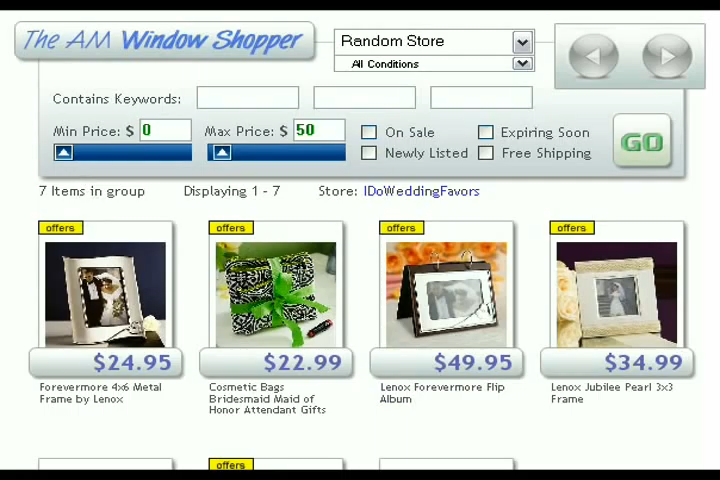 The AM Window Shopper
Random Store
All Conditions
Contains Keywords:
Min Price: $ 0
Max Price: $ 50
On Sale
Expiring Soon
Newly Listed
Free Shipping
GO
7 Items in group
Displaying 1 - 7
Store: IDoWeddingFavors
offers
offers
offers
offers
$24.95
$22.99
$49.95
$34.99
Forevermore 4x6 Metal
Frame by Lenox
Cosmetic Bags
Bridesmaid Maid of
Honor Attendant Gifts
Lenox Forevermore Flip
Album
Lenox Jubilee Pearl 3x3
Frame
offers